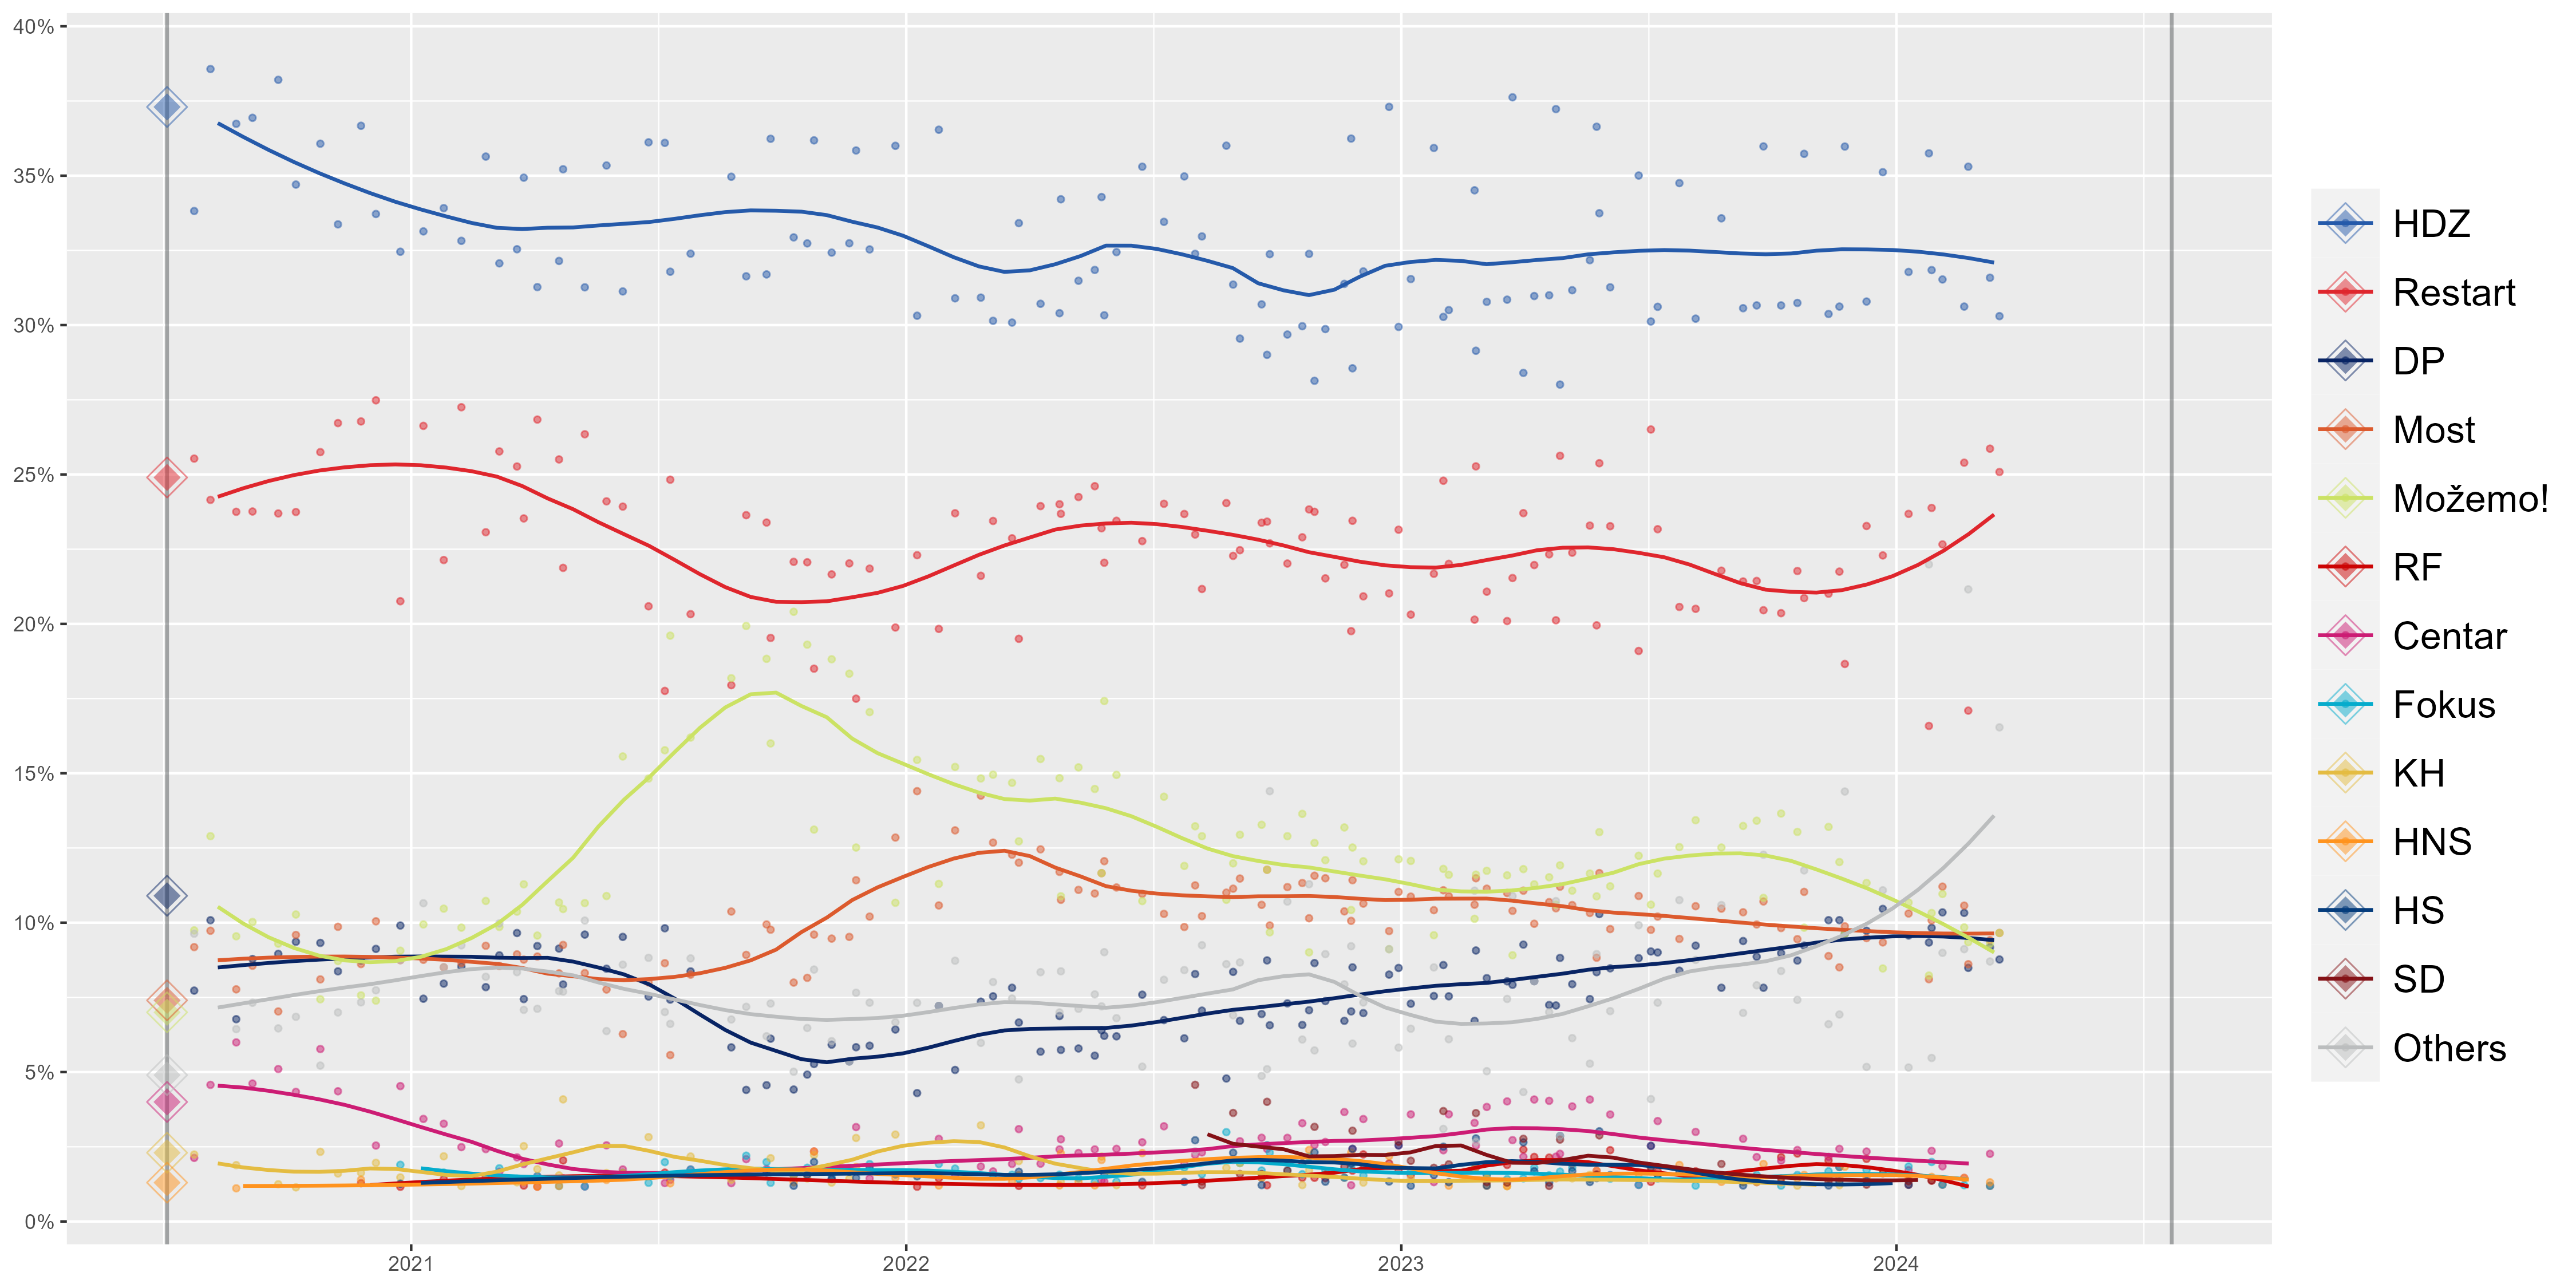 40%
35%
30%
25%
20%
15%
10%
5%
0%
2021
2022
2023
2024
HDZ
Restart
DP
Most
Možemo!
RF
Centar
Fokus
KH
HNS
HS
SD
Others